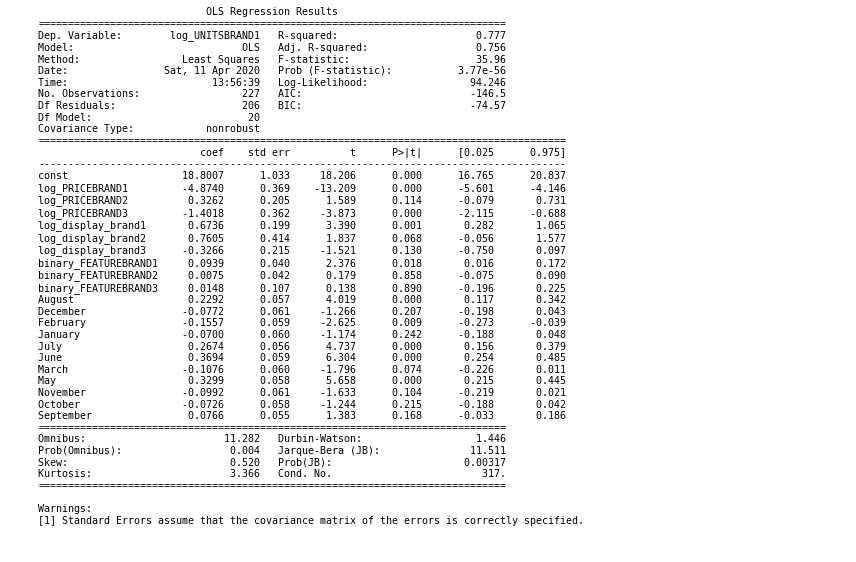 OLS Regression Results
==============================================================================
Dep. Variable: log_UNITSBRAND1 R-squared: 0.777
Model: OLS Adj. R-squared: 0.756
Method: Least Squares F-statistic: 35.96
Date: Sat, 11 Apr 2020 Prob (F-statistic): 3.77e-56
Time: 13:56:39 Log-Likelihood: 94.246
No. Observations: 227 AIC: -146.5
Df Residuals: 206 BIC: -74.57
Df Model: 20
Covariance Type: nonrobust
========================================================================================
coef std err t P>|t| [0.025 0.975]
----------------------------------------------------------------------------------------
const 18.8007 1.033 18.206 0.000 16.765 20.837
log_PRICEBRAND1 -4.8740 0.369 -13.209 0.000 -5.601 -4.146
log_PRICEBRAND2 0.3262 0.205 1.589 0.114 -0.079 0.731
log_PRICEBRAND3 -1.4018 0.362 -3.873 0.000 -2.115 -0.688
log_display_brand1 0.6736 0.199 3.390 0.001 0.282 1.065
log_display_brand2 0.7605 0.414 1.837 0.068 -0.056 1.577
log_display_brand3 -0.3266 0.215 -1.521 0.130 -0.750 0.097
binary_FEATUREBRAND1 0.0939 0.040 2.376 0.018 0.016 0.172
binary_FEATUREBRAND2 0.0075 0.042 0.179 0.858 -0.075 0.090
binary_FEATUREBRAND3 0.0148 0.107 0.138 0.890 -0.196 0.225
August 0.2292 0.057 4.019 0.000 0.117 0.342
December -0.0772 0.061 -1.266 0.207 -0.198 0.043
February -0.1557 0.059 -2.625 0.009 -0.273 -0.039
January -0.0700 0.060 -1.174 0.242 -0.188 0.048
July 0.2674 0.056 4.737 0.000 0.156 0.379
June 0.3694 0.059 6.304 0.000 0.254 0.485
March -0.1076 0.060 -1.796 0.074 -0.226 0.011
May 0.3299 0.058 5.658 0.000 0.215 0.445
November -0.0992 0.061 -1.633 0.104 -0.219 0.021
October -0.0726 0.058 -1.244 0.215 -0.188 0.042
September 0.0766 0.055 1.383 0.168 -0.033 0.186
==============================================================================
Omnibus: 11.282 Durbin-Watson: 1.446
Prob(Omnibus): 0.004 Jarque-Bera (JB): 11.511
Skew: 0.520 Prob(JB): 0.00317
Kurtosis: 3.366 Cond. No. 317.
==============================================================================
Warnings:
[1] Standard Errors assume that the covariance matrix of the errors is correctly specified.